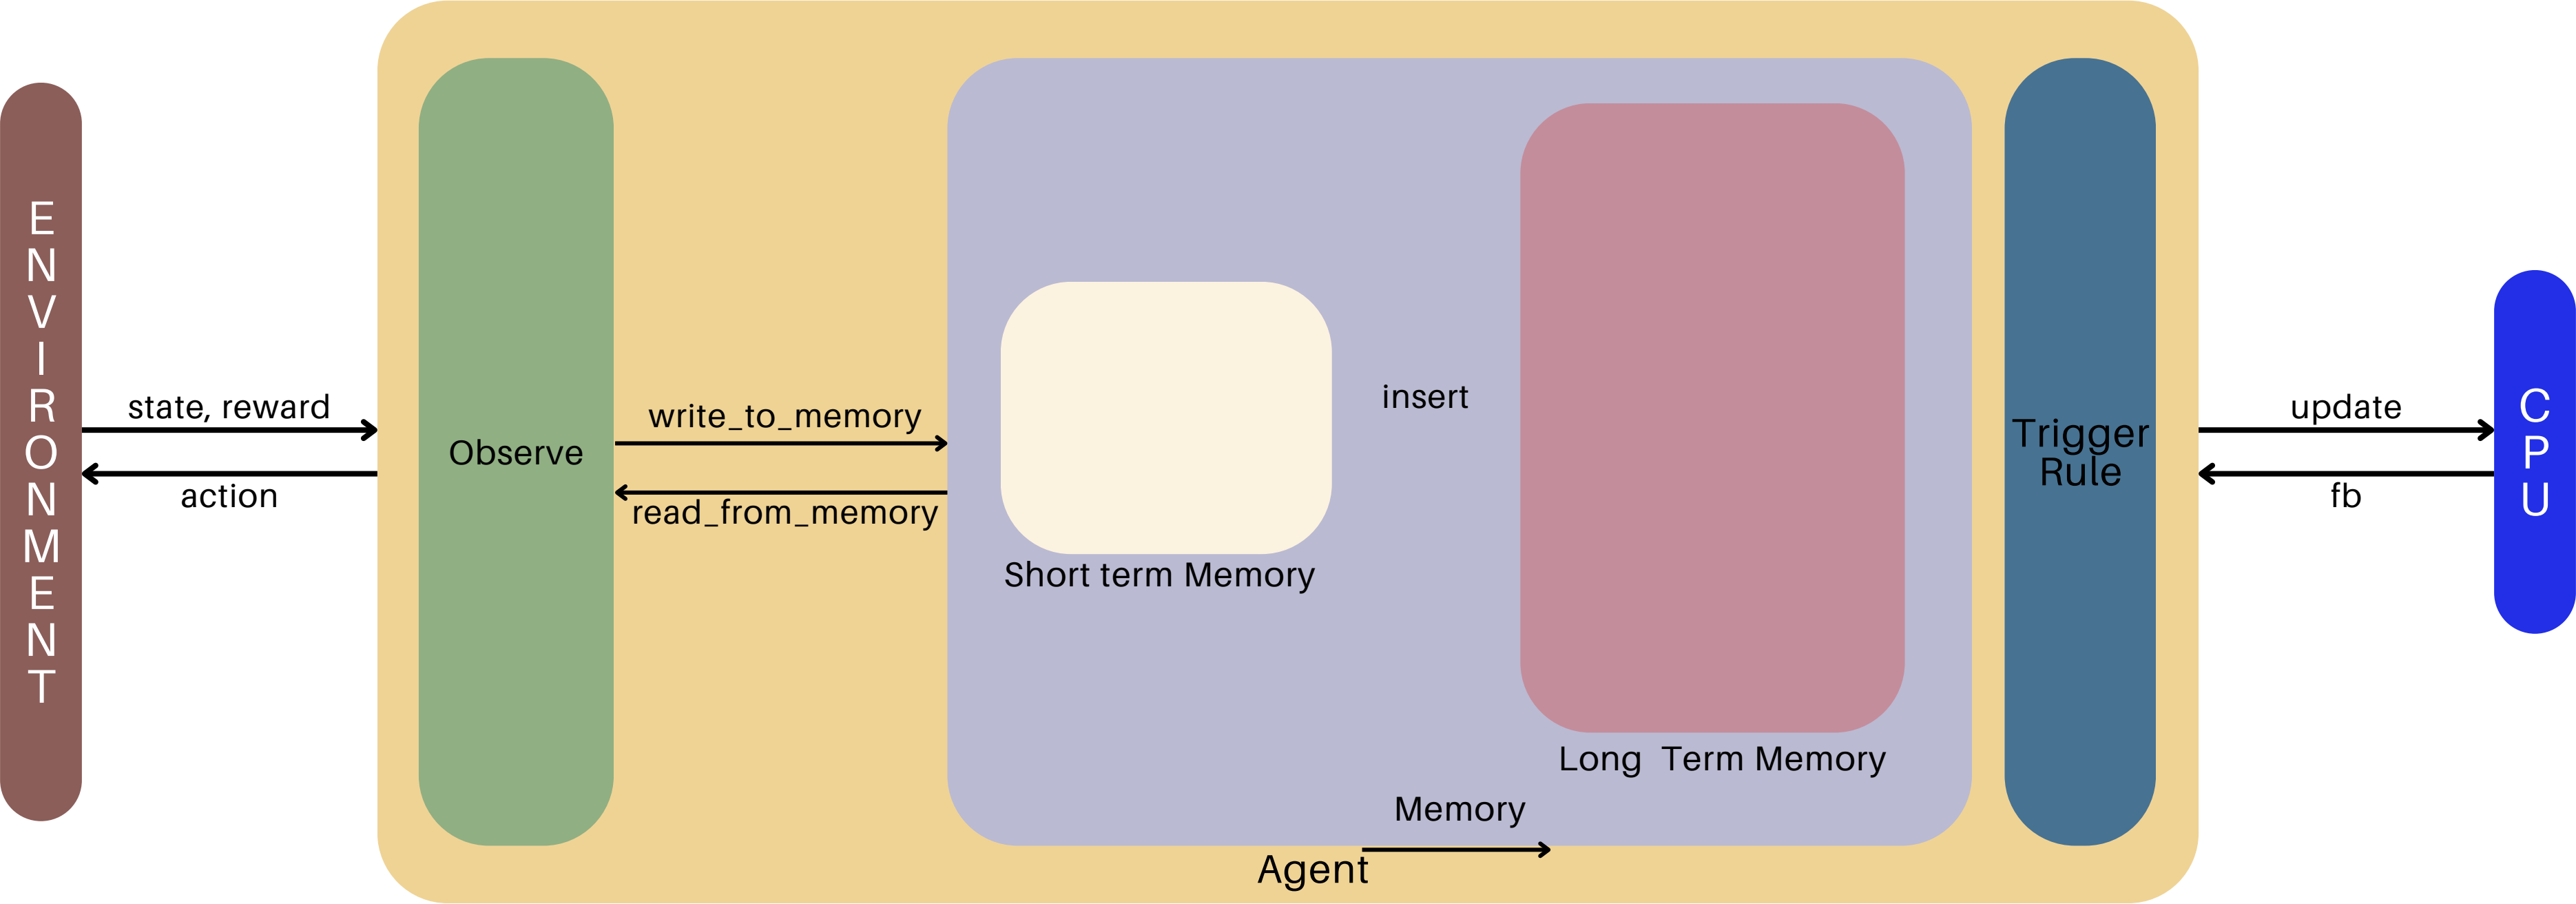 ENVIRONMENT
state, reward
action
Observe
write_to_memory
read_from_memory
Short term Memory
insert
Long Term Memory
Memory
Agent
Trigger
Rule
update
fb
CPU